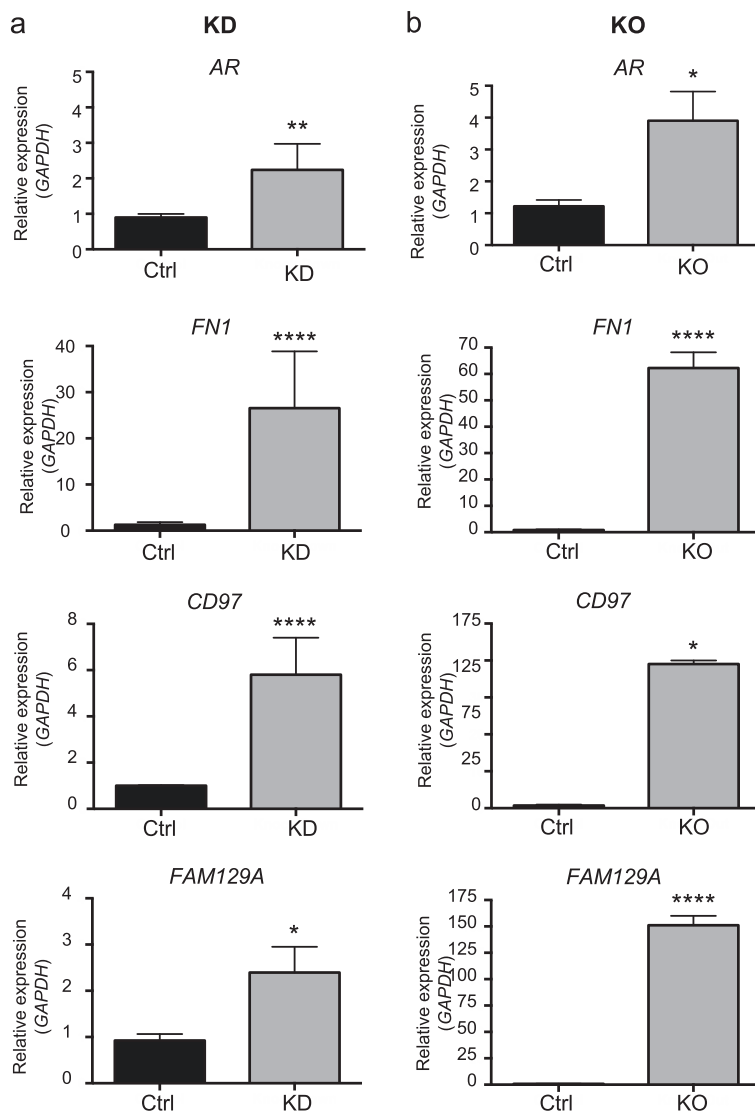 a
KD
AR
Relative expression
(GAPDH)
5
4
3
2
1
0
**
Ctrl
KD
FN1
Relative expression
(GAPDH)
40
30
20
10
0
****
Ctrl
KD
CD97
Relative expression
(GAPDH)
8
6
4
2
0
****
Ctrl
KD
FAM129A
Relative expression
(GAPDH)
4
3
2
1
0
*
Ctrl
KD
b
KO
AR
Relative expression
(GAPDH)
5
4
3
2
1
0
*
Ctrl
KO
FN1
Relative expression
(GAPDH)
70
60
50
40
30
20
10
0
****
Ctrl
KO
CD97
Relative expression
(GAPDH)
175
125
75
25
0
*
Ctrl
KO
FAM129A
Relative expression
(GAPDH)
175
150
125
100
75
50
25
0
****
Ctrl
KO